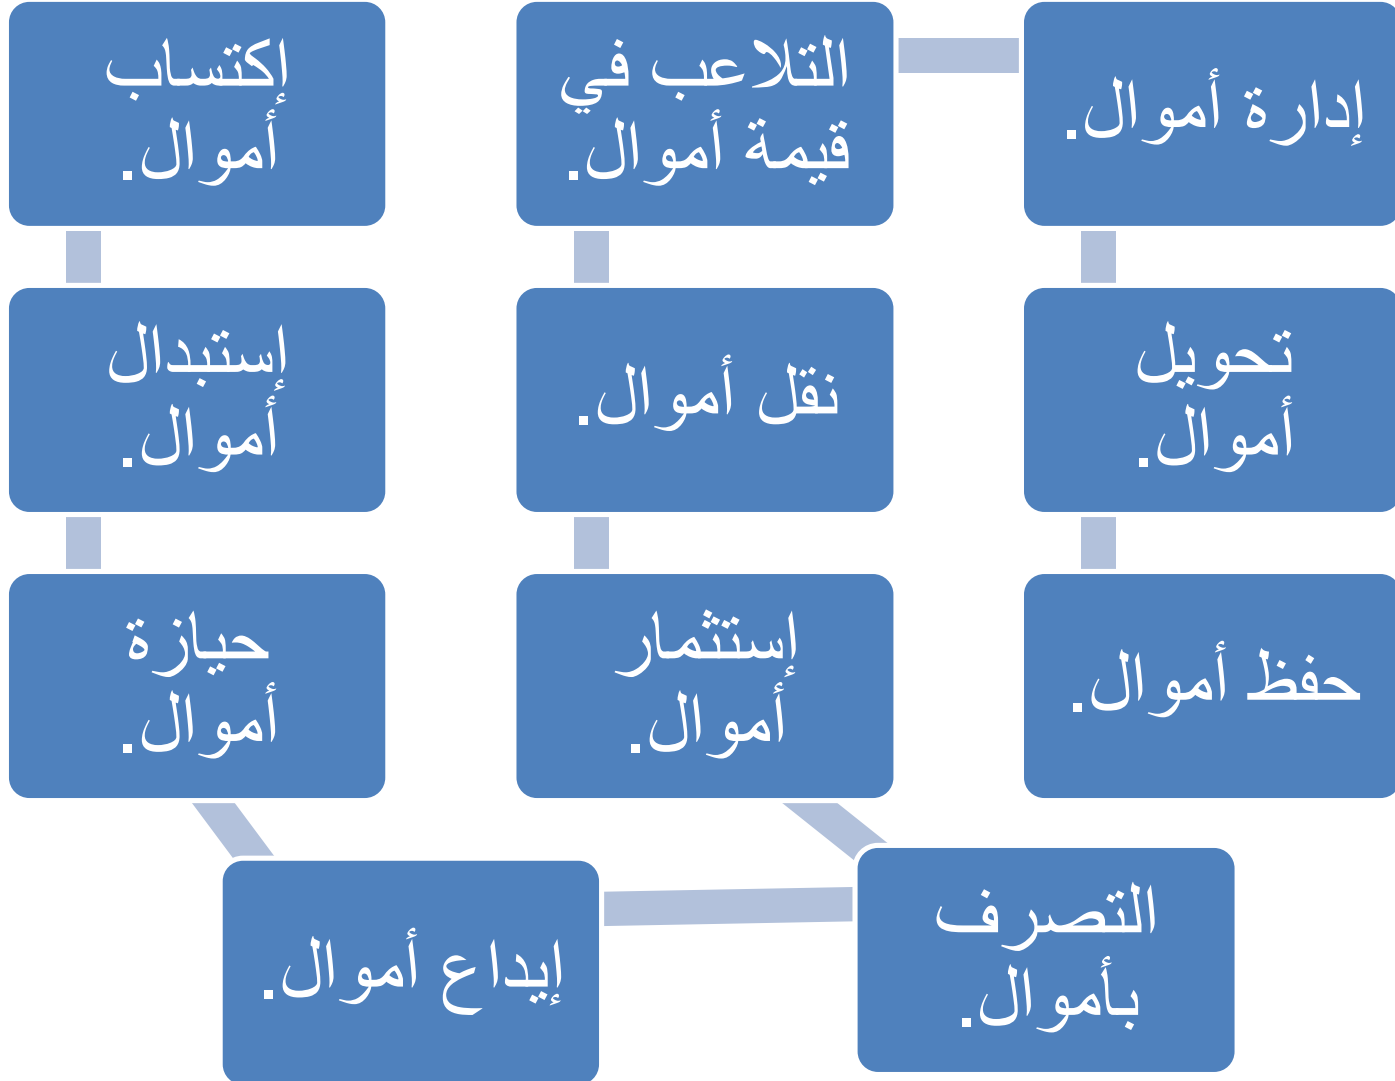 إكتساب
أموال.
إستبدال
أموال.
حيازة
أموال.
إيداع أموال.
التصرف
بأموال.
إستثمار
أموال.
نقل أموال.
التلاعب في
قيمة أموال.
إدارة أموال.
تحويل
أموال.
حفظ أموال.